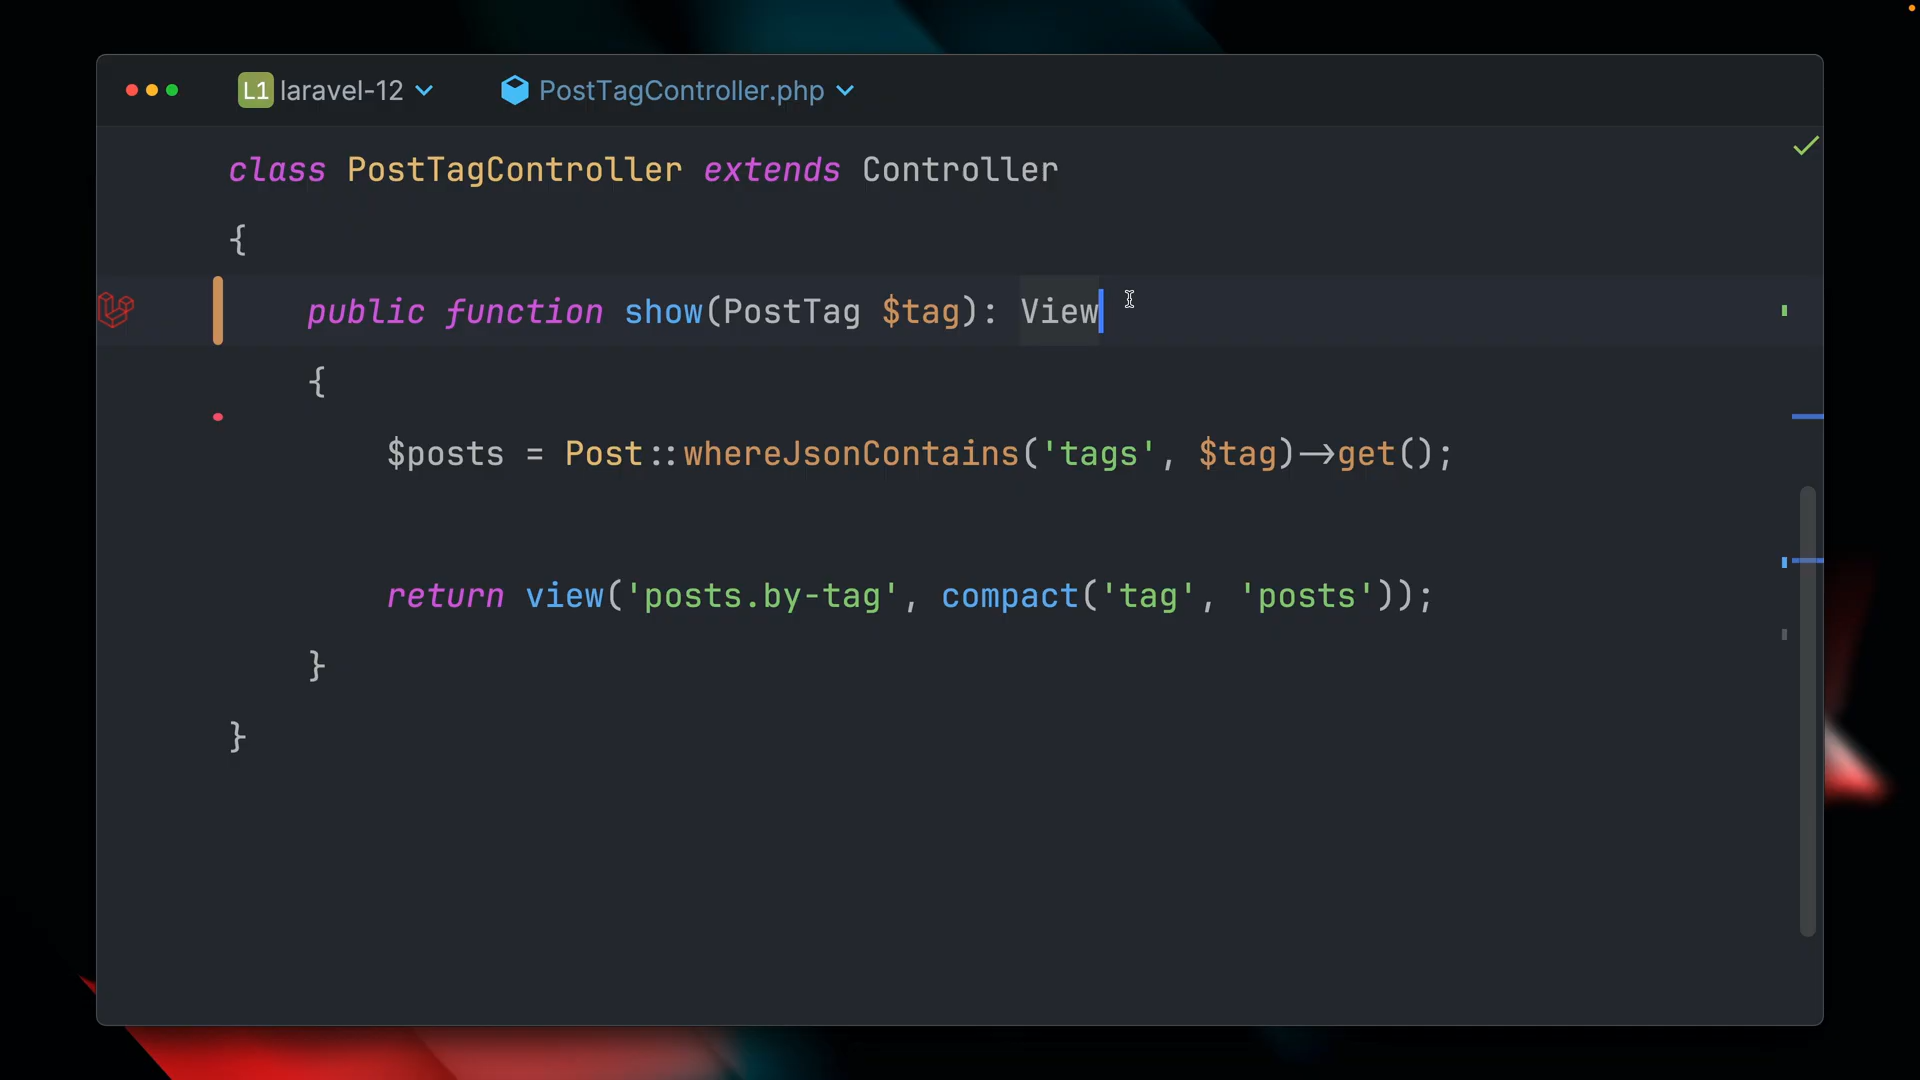 L1 laravel-12 PostTagController.php
class PostTagController extends Controller
{
public function show(PostTag $tag): View
{
$posts = Post::whereJsonContains('tags', $tag)->get();
return view('posts.by-tag', compact('tag', 'posts'));
}
}